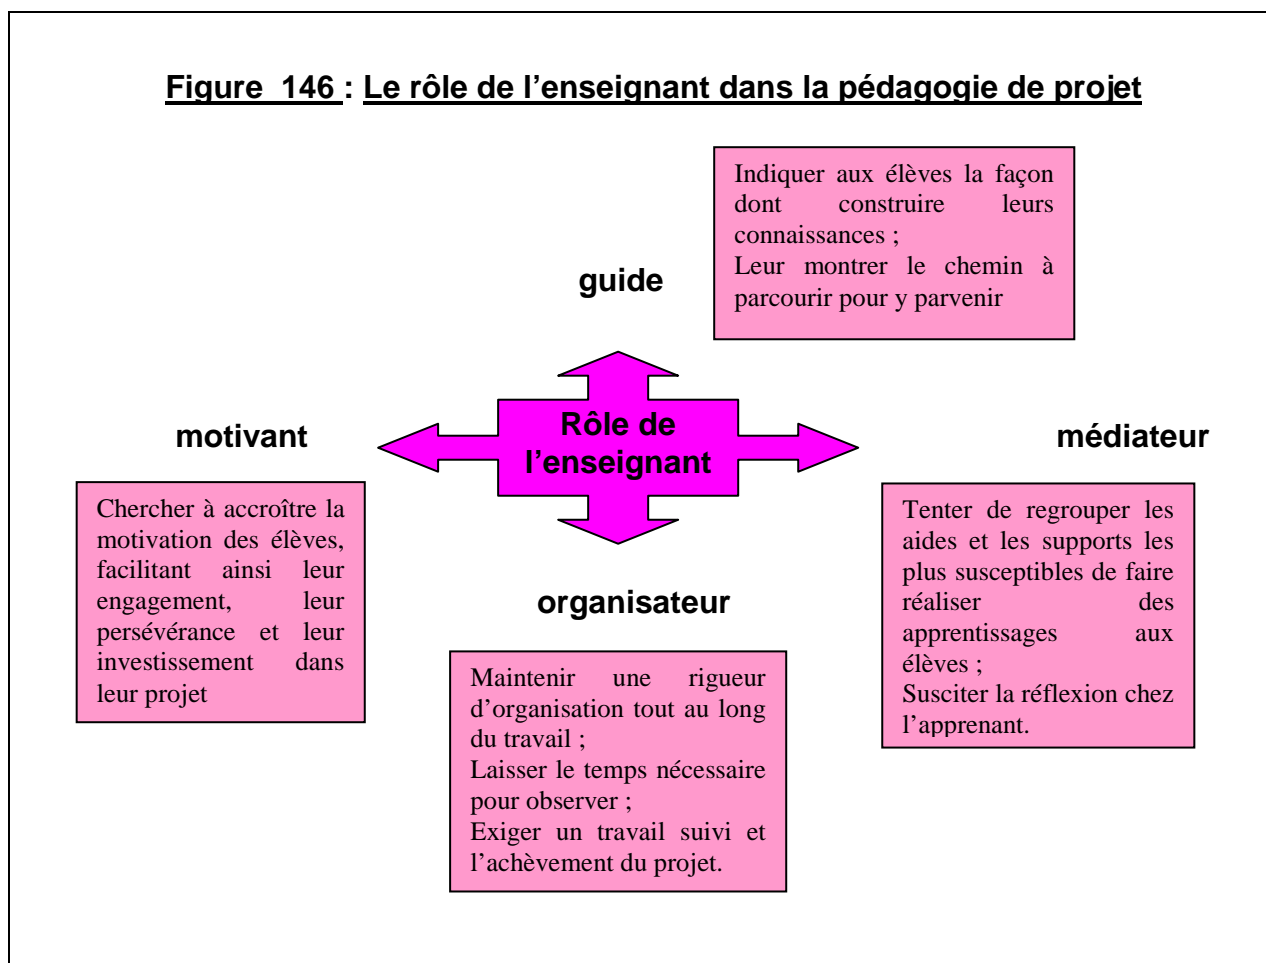 Figure 146 : Le rôle de l’enseignant dans la pédagogie de projet
Indiquer aux élèves la façon
dont construire leurs
connaissances ;
Leur montrer le chemin à
parcourir pour y parvenir
guide
Rôle de
l’enseignant
motivant
Chercher à accroître la
motivation des élèves,
facilitant ainsi leur
engagement, leur
persévérance et leur
investissement dans
leur projet
médiateur
Tenter de regrouper les
aides et les supports les
plus susceptibles de faire
réaliser des
apprentissages aux
élèves ;
Susciter la réflexion chez
l’apprenant.
organisateur
Maintenir une rigueur
d’organisation tout au long
du travail ;
Laisser le temps nécessaire
pour observer ;
Exiger un travail suivi et
l’achèvement du projet.